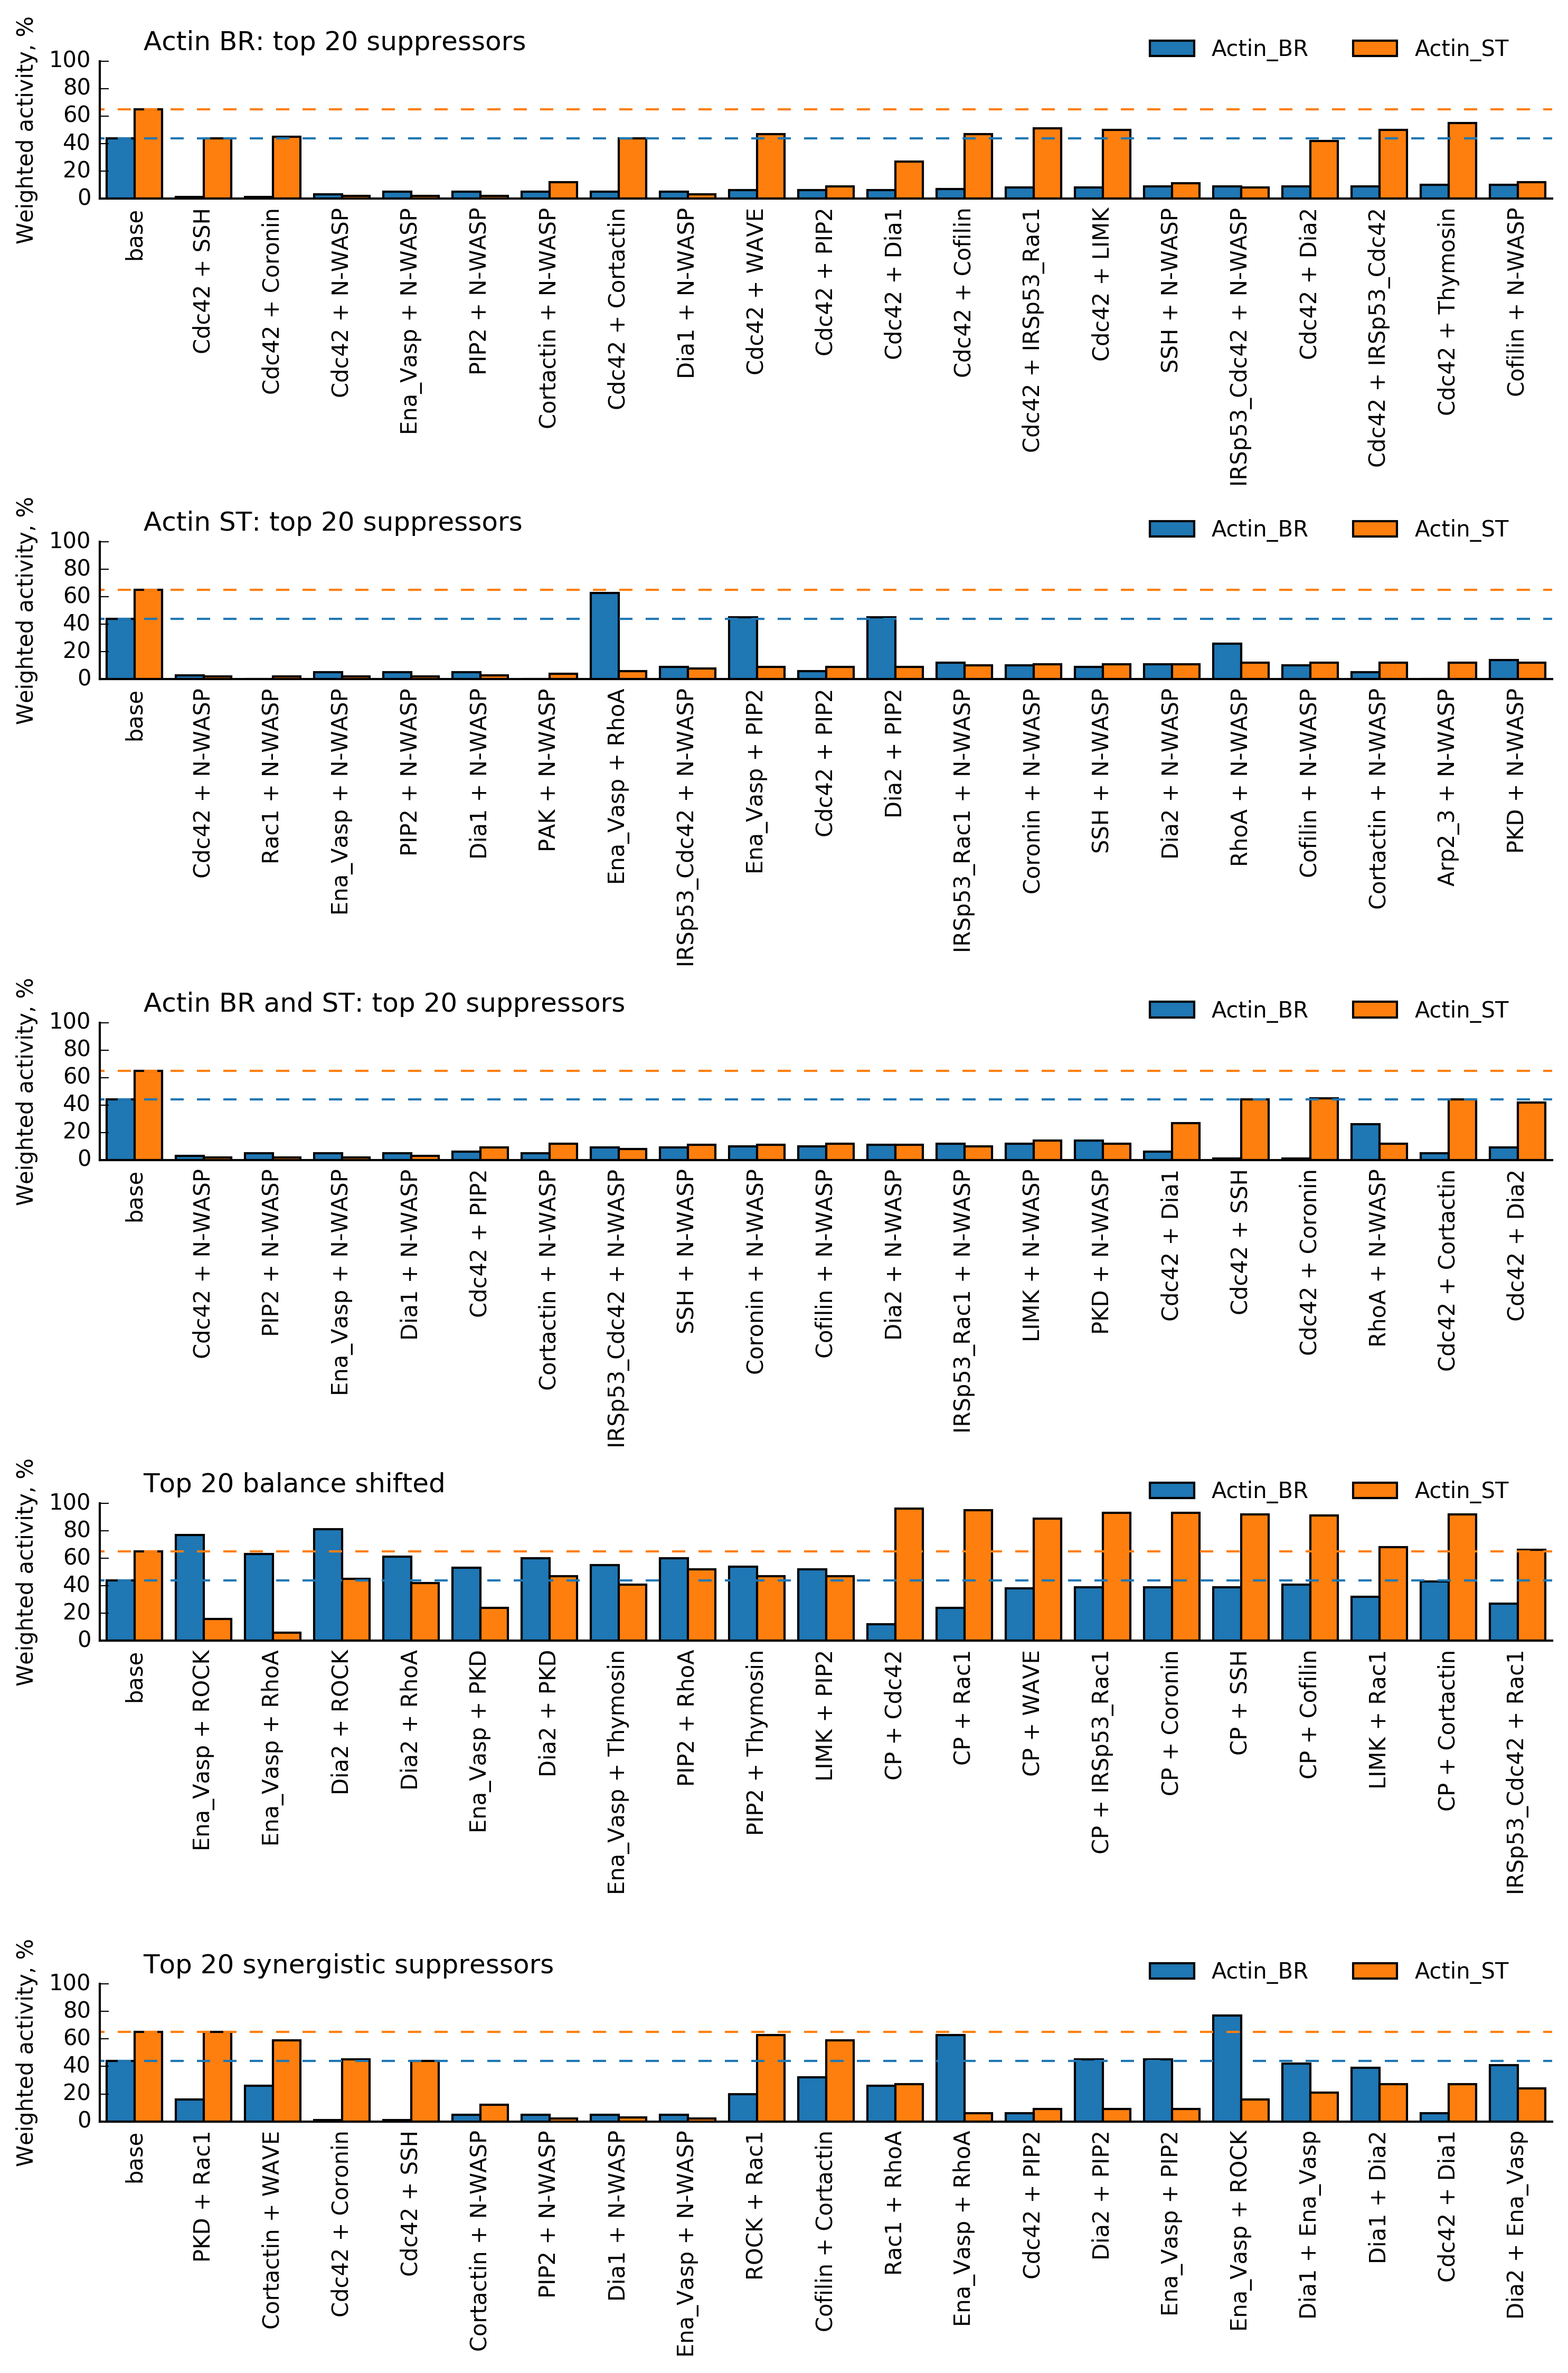 Actin BR: top 20 suppressors
Actin_BR
Actin_ST
Weighted activity, %
100
80
60
40
20
0
base
Cdc42 + SSH
Cdc42 + Coronin
Cdc42 + N-WASP
Ena_Vasp + N-WASP
PIP2 + N-WASP
Cortactin + N-WASP
Cdc42 + Cortactin
Dia1 + N-WASP
Cdc42 + WAVE
Cdc42 + PIP2
Cdc42 + Dia1
Cdc42 + Cofilin
Cdc42 + IRSp53_Rac1
Cdc42 + LIMK
SSH + N-WASP
IRSp53_Cdc42 + N-WASP
Cdc42 + Dia2
Cdc42 + IRSp53_Cdc42
Cdc42 + Thymosin
Cofilin + N-WASP
Actin ST: top 20 suppressors
Actin_BR
Actin_ST
Weighted activity, %
100
80
60
40
20
0
base
Cdc42 + N-WASP
Rac1 + N-WASP
Ena_Vasp + N-WASP
PIP2 + N-WASP
Dia1 + N-WASP
PAK + N-WASP
Ena_Vasp + RhoA
IRSp53_Cdc42 + N-WASP
Ena_Vasp + PIP2
Cdc42 + PIP2
Dia2 + PIP2
IRSp53_Rac1 + N-WASP
Coronin + N-WASP
SSH + N-WASP
Dia2 + N-WASP
RhoA + N-WASP
Cofilin + N-WASP
Cortactin + N-WASP
Arp2_3 + N-WASP
PKD + N-WASP
Actin BR and ST: top 20 suppressors
Actin_BR
Actin_ST
Weighted activity, %
100
80
60
40
20
0
base
Cdc42 + N-WASP
PIP2 + N-WASP
Ena_Vasp + N-WASP
Dia1 + N-WASP
Cdc42 + PIP2
Cortactin + N-WASP
IRSp53_Cdc42 + N-WASP
SSH + N-WASP
Coronin + N-WASP
Cofilin + N-WASP
Dia2 + N-WASP
IRSp53_Rac1 + N-WASP
LIMK + N-WASP
PKD + N-WASP
Cdc42 + Dia1
Cdc42 + SSH
Cdc42 + Coronin
RhoA + N-WASP
Cdc42 + Cortactin
Cdc42 + Dia2
Top 20 balance shifted
Actin_BR
Actin_ST
Weighted activity, %
100
80
60
40
20
0
base
Ena_Vasp + ROCK
Ena_Vasp + RhoA
Dia2 + ROCK
Dia2 + RhoA
Ena_Vasp + PKD
Dia2 + PKD
Ena_Vasp + Thymosin
PIP2 + RhoA
PIP2 + Thymosin
LIMK + PIP2
CP + Cdc42
CP + Rac1
CP + WAVE
CP + IRSp53_Rac1
CP + Coronin
CP + SSH
CP + Cofilin
LIMK + Rac1
CP + Cortactin
IRSp53_Cdc42 + Rac1
Top 20 synergistic suppressors
Actin_BR
Actin_ST
Weighted activity, %
100
80
60
40
20
0
base
PKD + Rac1
Cortactin + WAVE
Cdc42 + Coronin
Cdc42 + SSH
Cortactin + N-WASP
PIP2 + N-WASP
Dia1 + N-WASP
Ena_Vasp + N-WASP
ROCK + Rac1
Cofilin + Cortactin
Rac1 + RhoA
Ena_Vasp + RhoA
Cdc42 + PIP2
Dia2 + PIP2
Ena_Vasp + PIP2
Ena_Vasp + ROCK
Dia1 + Ena_Vasp
Dia1 + Dia2
Cdc42 + Dia1
Dia2 + Ena_Vasp